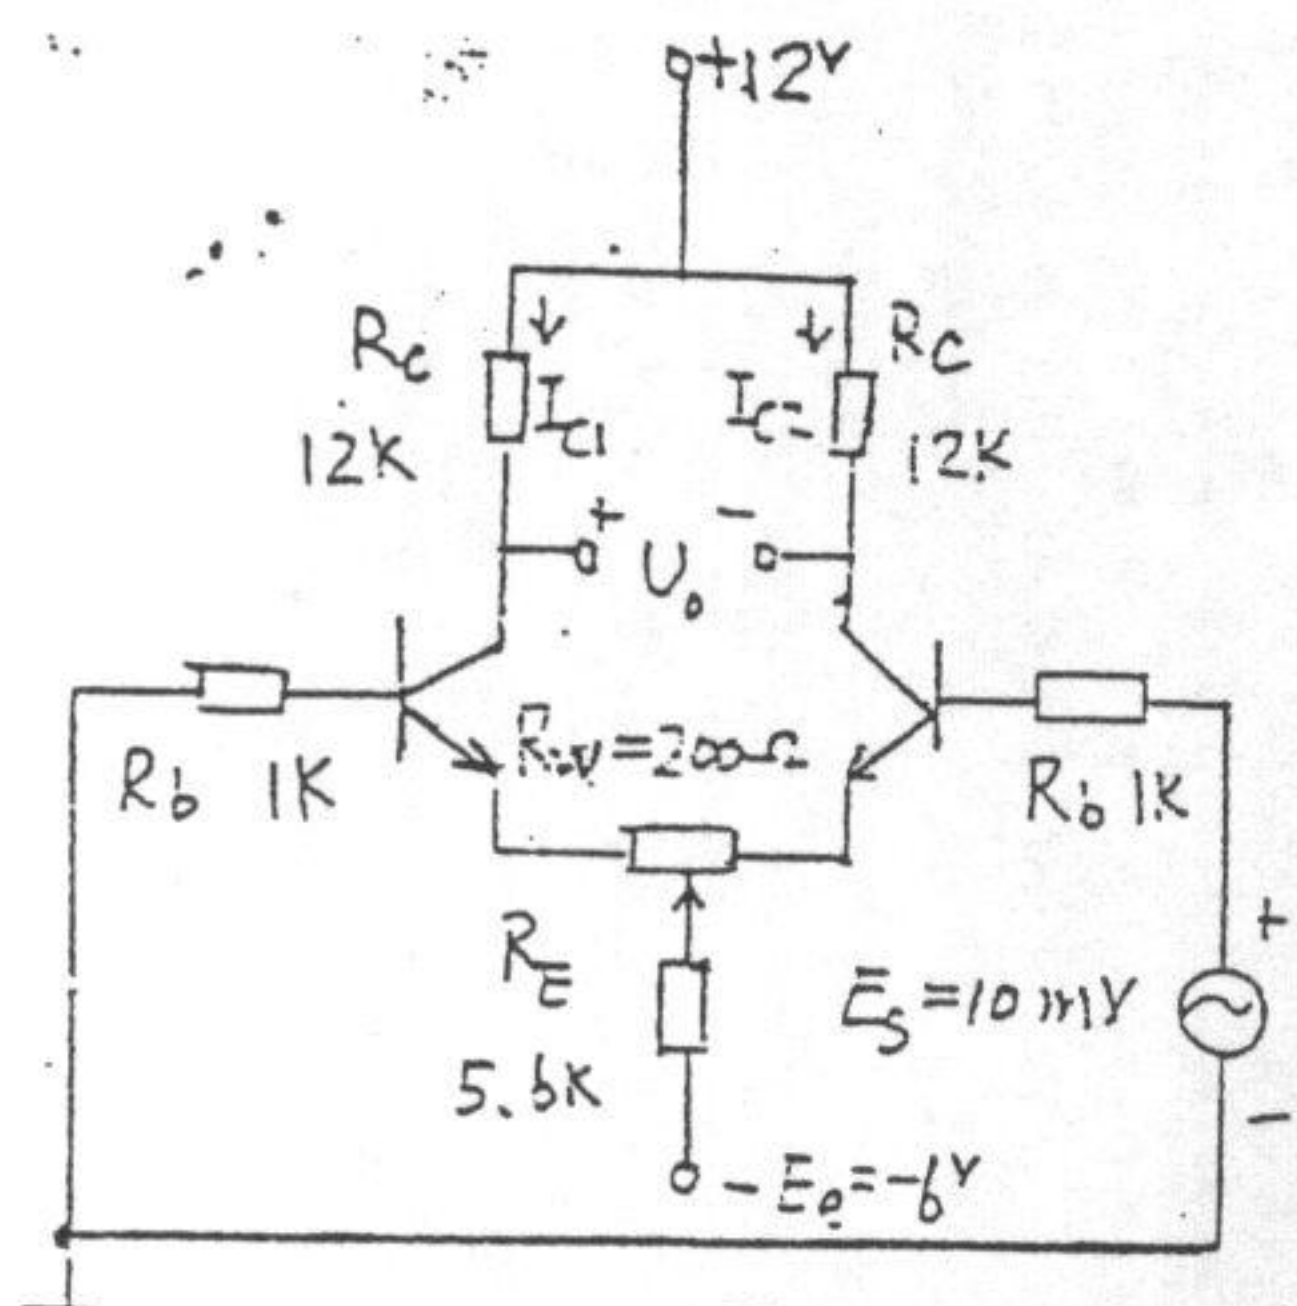 +12V
Rc
Rc
IC1
IC2
12K
12K
+
−
Uo
=200Ω
Rb 1K
Rb 1K
RE
5.6K
+
ES=10mV
−
-Ee=-6V